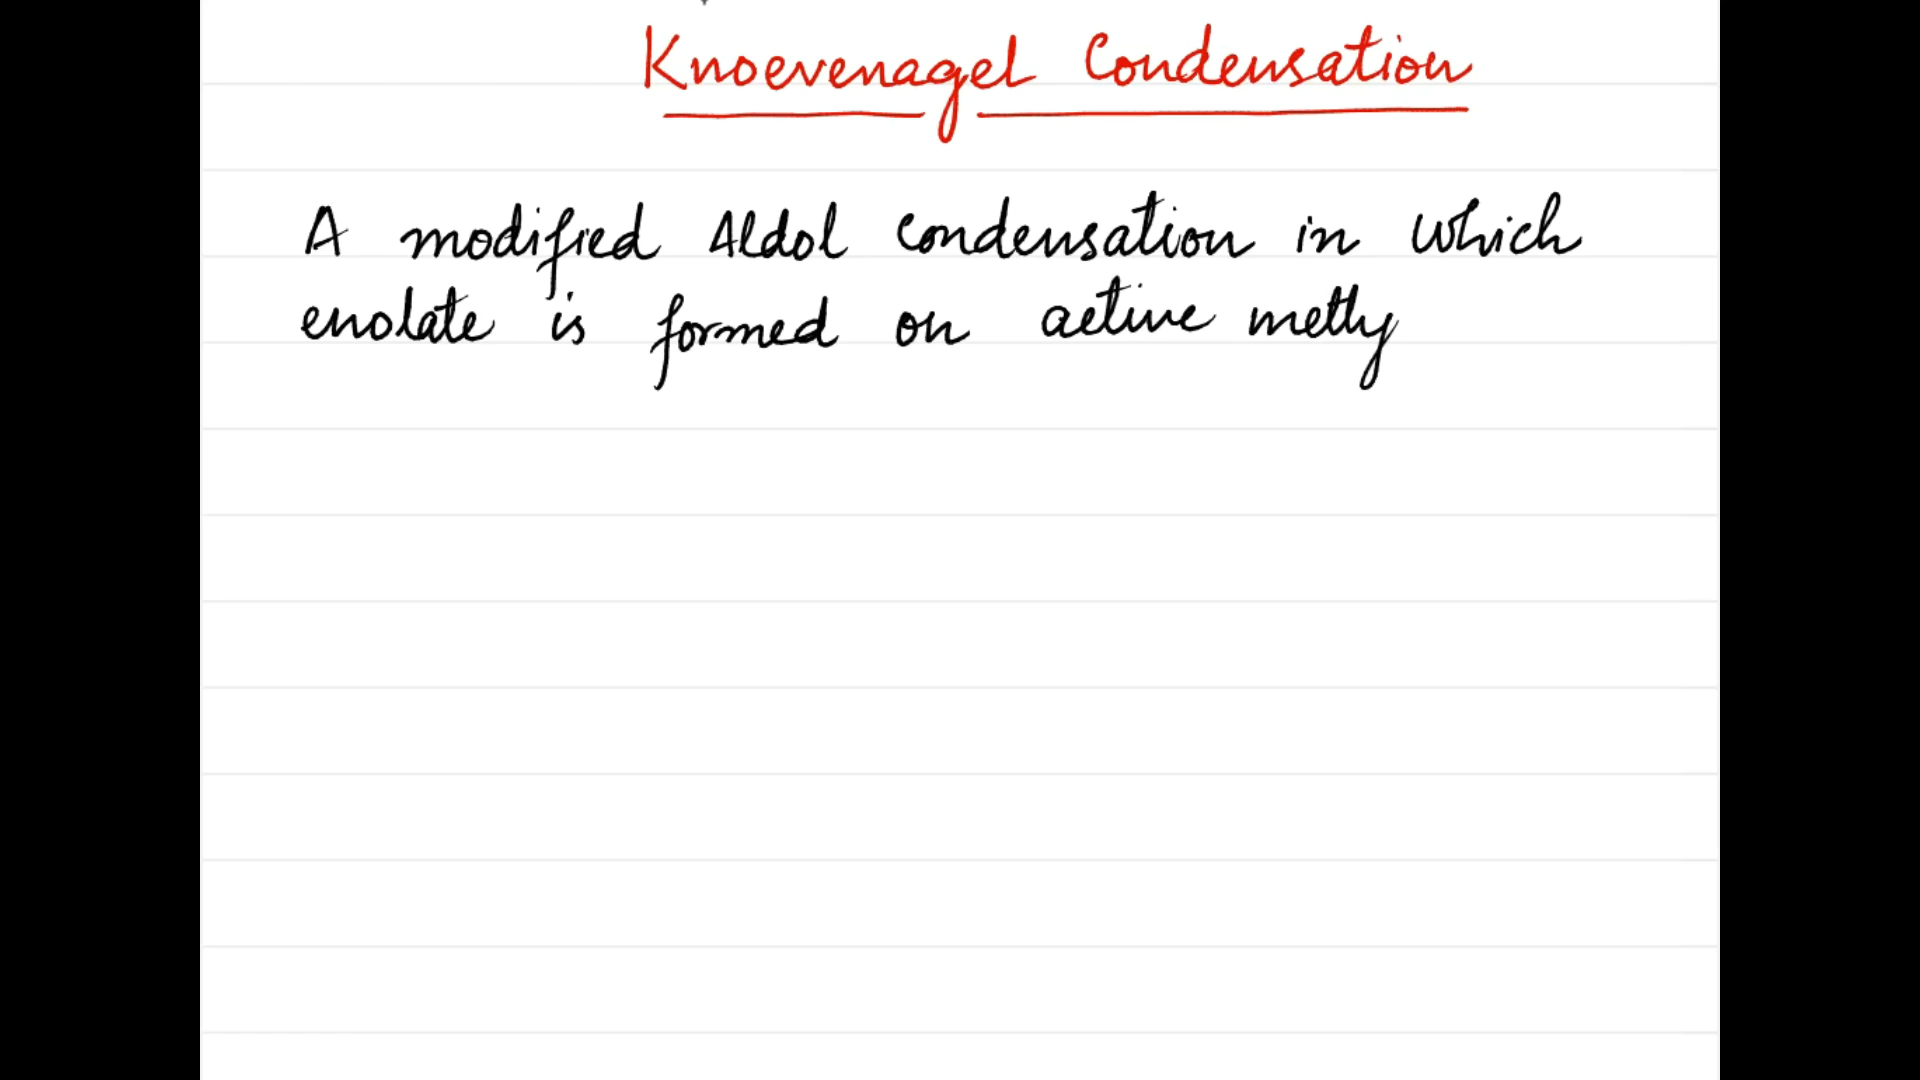 Knoevenagel Condensation
A modified Aldol condensation in which
enolate is formed on active methy